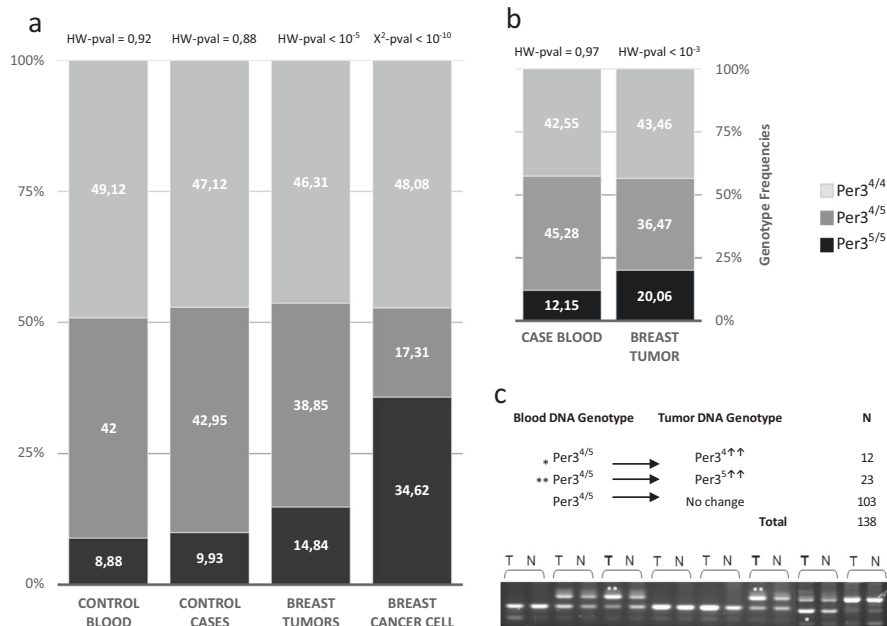 a
HW-pval = 0,92
HW-pval = 0,88
HW-pval < 10-5
X2-pval < 10-10
100%
75%
50%
25%
0%
49,12
47,12
46,31
48,08
42
42,95
38,85
17,31
8,88
9,93
14,84
34,62
CONTROL BLOOD
CONTROL CASES
BREAST TUMORS
BREAST CANCER CELL
b
HW-pval = 0,97
HW-pval < 10-3
42,55
43,46
45,28
36,47
12,15
20,06
100%
75%
50%
25%
0%
Genotype Frequencies
CASE BLOOD
BREAST TUMOR
Per34/4
Per34/5
Per35/5
c
Blood DNA Genotype Tumor DNA Genotype N
* Per34/5 Per34↑↑ 12
** Per34/5 Per35↑↑ 23
Per34/5 No change 103
Total 138
T N T N T N T N T N T N T N T N
** **
*